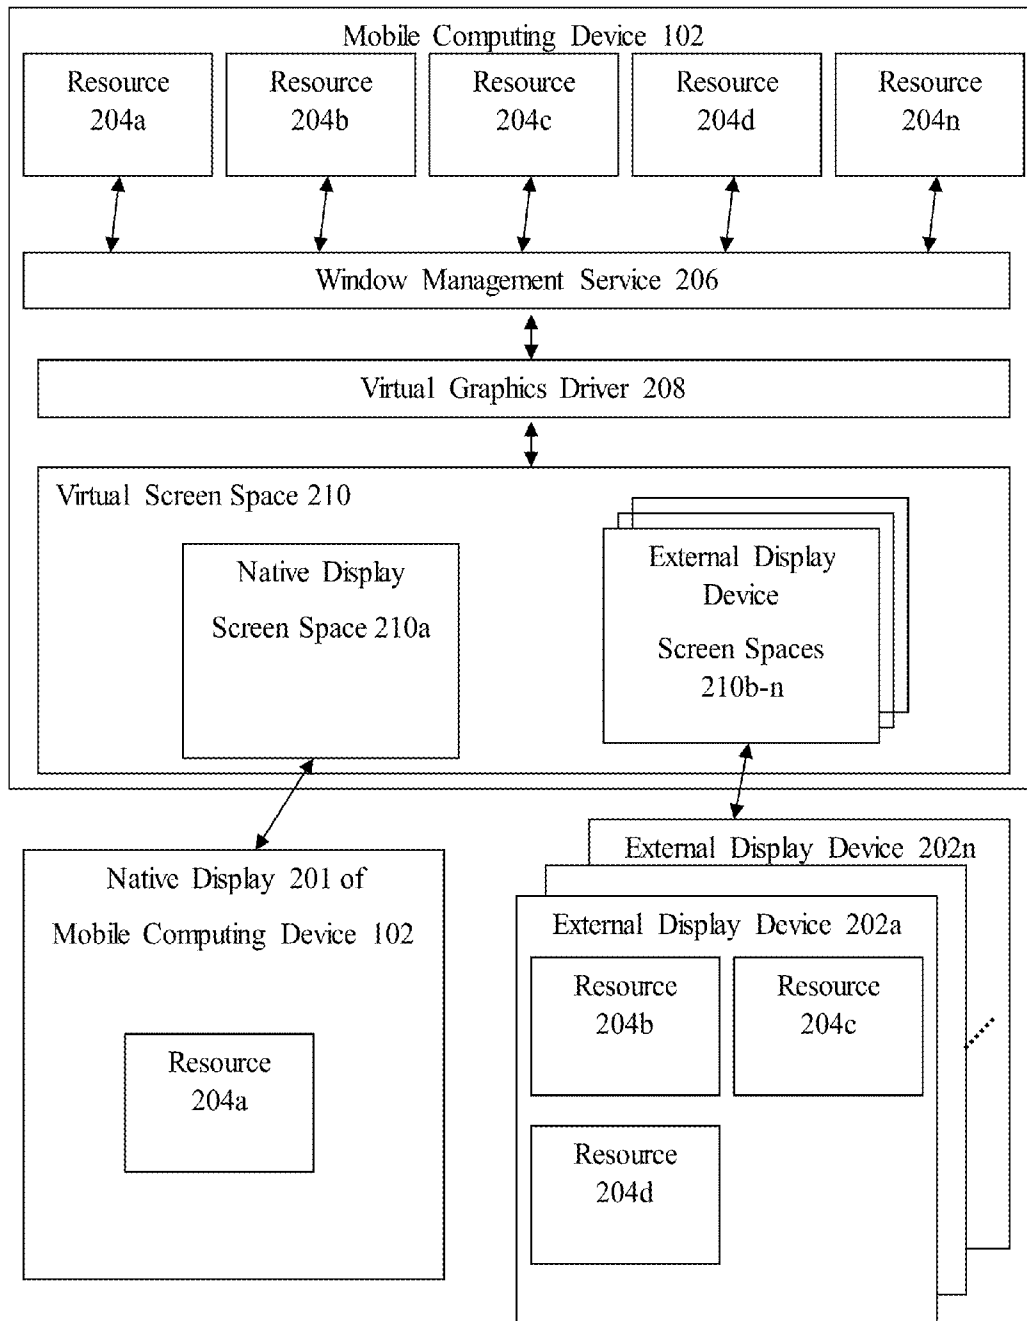 Mobile Computing Device 102
Resource
204a
Resource
204b
Resource
204c
Resource
204d
Resource
204n
Window Management Service 206
Virtual Graphics Driver 208
Virtual Screen Space 210
Native Display
Screen Space 210a
External Display
Device
Screen Spaces
210b-n
Native Display 201 of
Mobile Computing Device 102
Resource
204a
External Display Device 202n
External Display Device 202a
Resource
204b
Resource
204c
Resource
204d